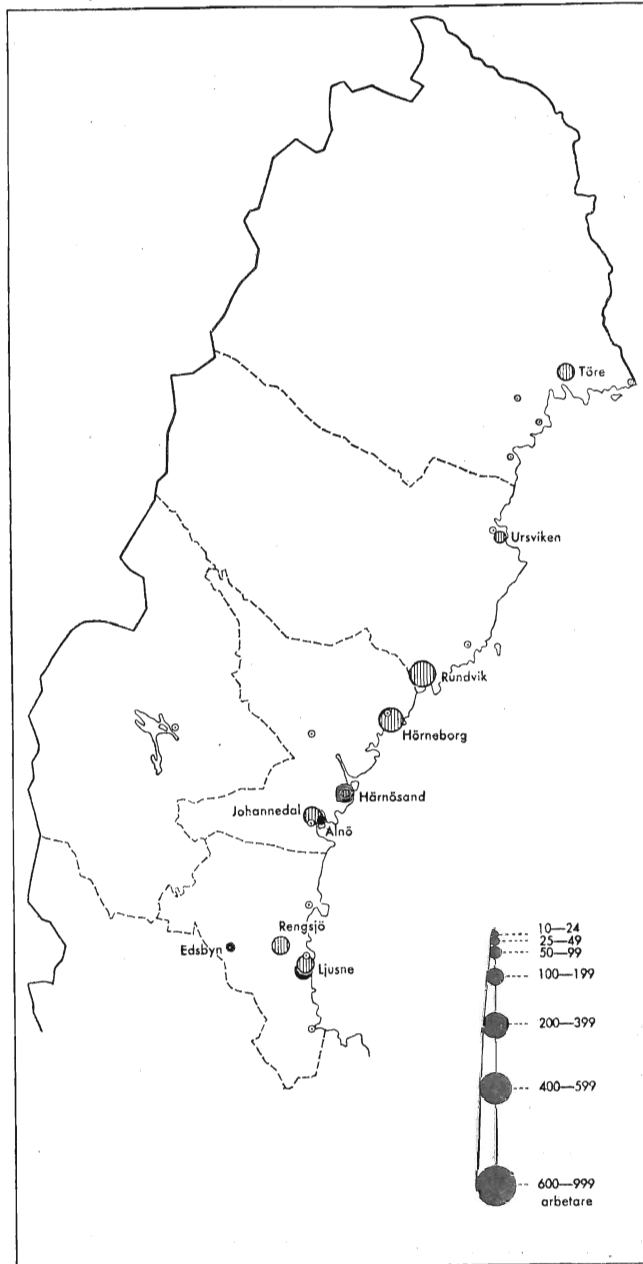 Töre
Ursviken
Rundvik
Hörneborg
Härnösand
Johannedal
Alnö
Rengsjö
Edsbyn
Ljusne
10—24
25—49
50—99
100—199
200—399
400—599
600—999
arbetare